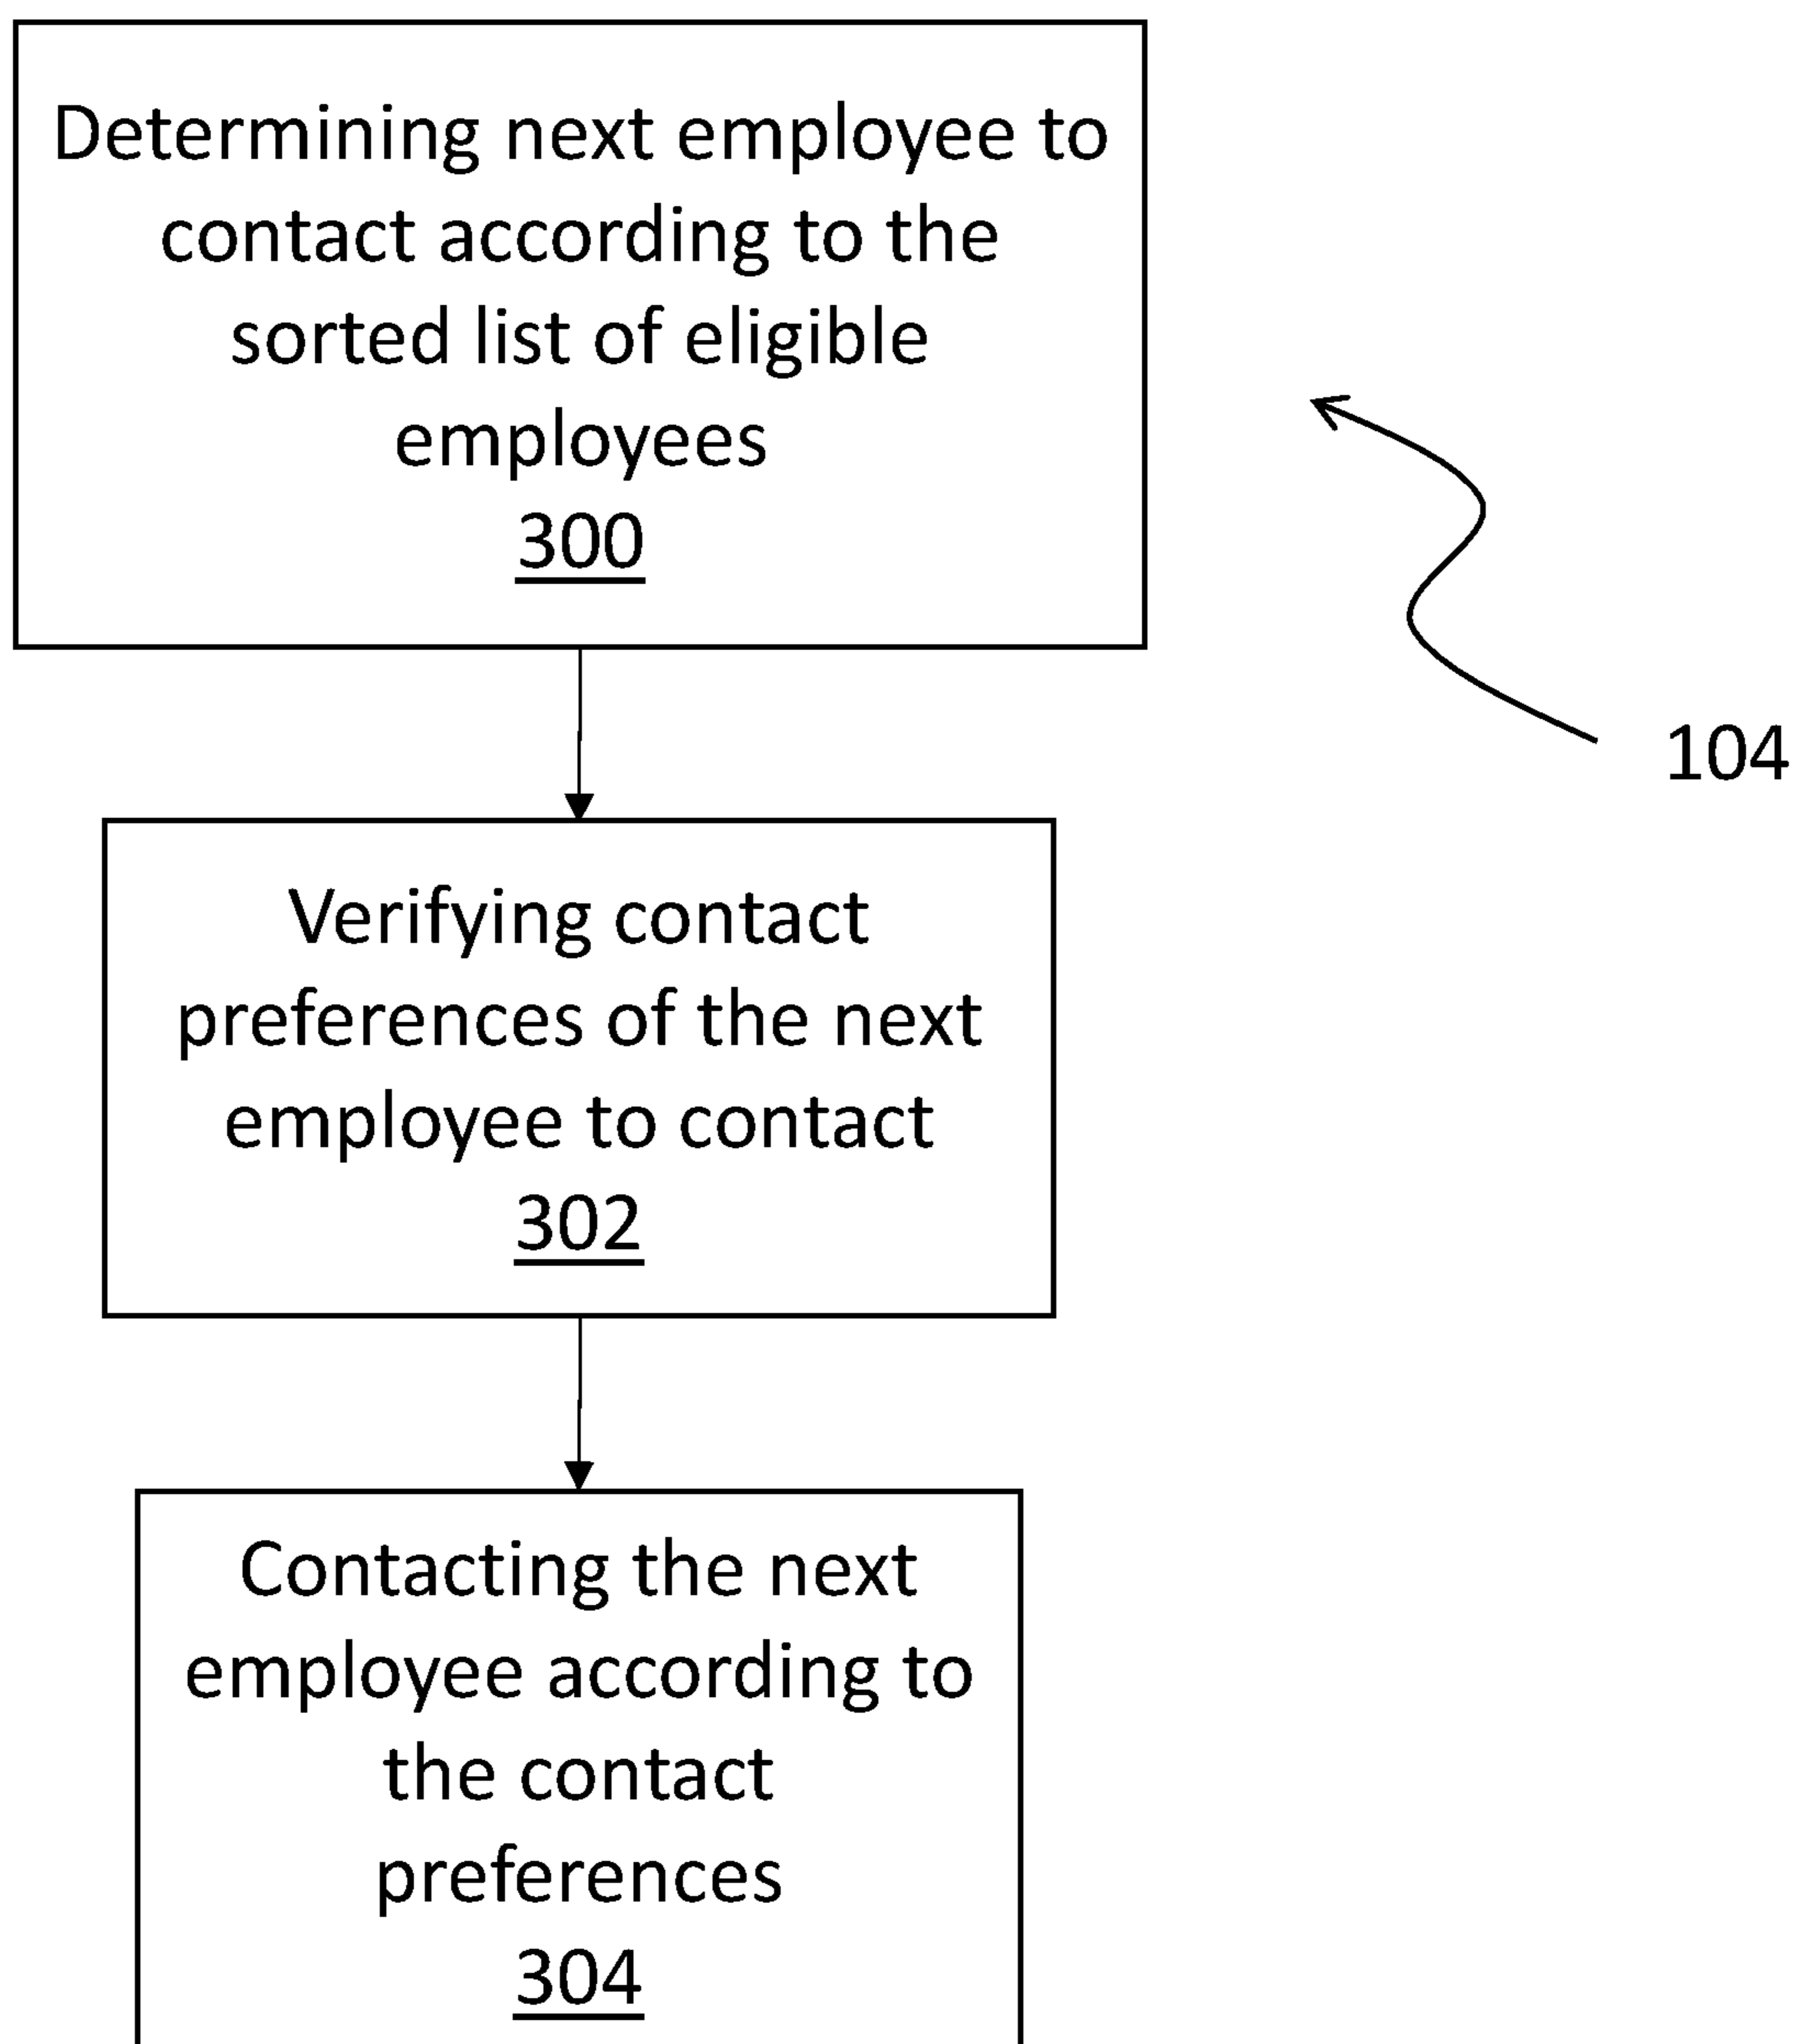 Determining next employee to
contact according to the
sorted list of eligible
employees
300
104
Verifying contact
preferences of the next
employee to contact
302
Contacting the next
employee according to
the contact
preferences
304